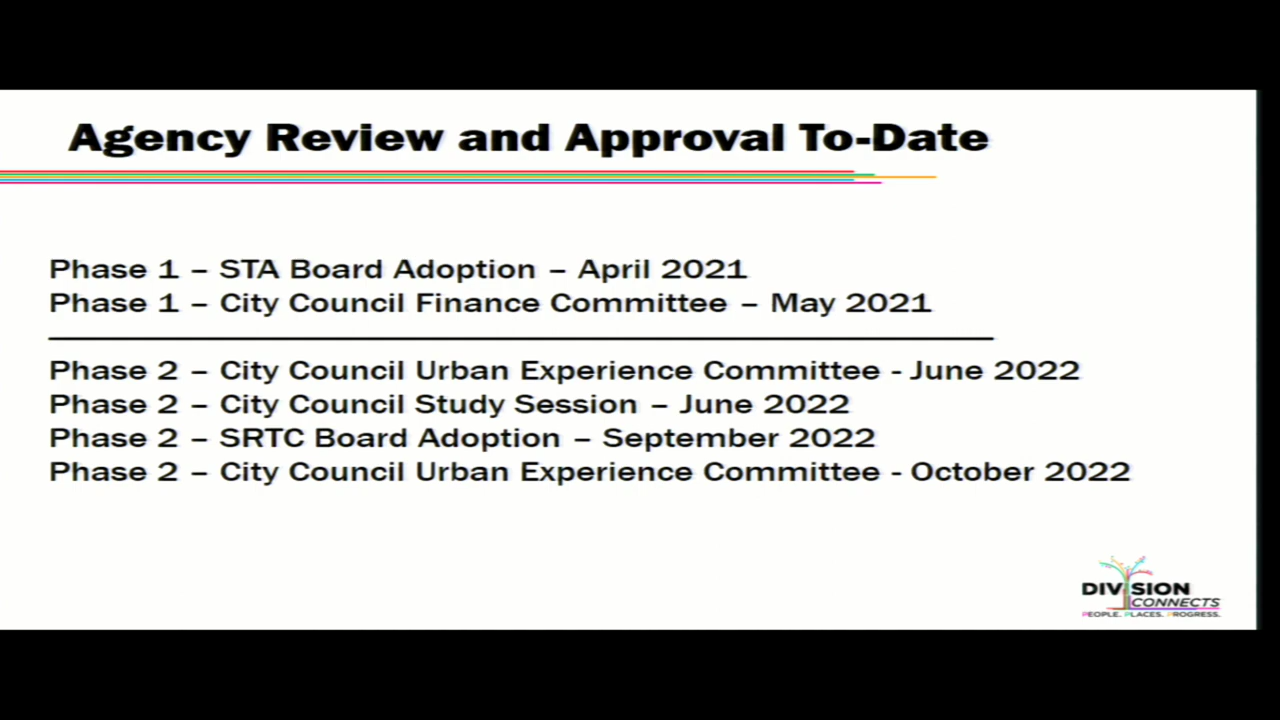 Agency Review and Approval To-Date
Phase 1 – STA Board Adoption – April 2021
Phase 1 – City Council Finance Committee – May 2021
Phase 2 – City Council Urban Experience Committee - June 2022
Phase 2 – City Council Study Session – June 2022
Phase 2 – SRTC Board Adoption – September 2022
Phase 2 – City Council Urban Experience Committee - October 2022
DIVISION
CONNECTS
PEOPLE. PLACES. PROGRESS.